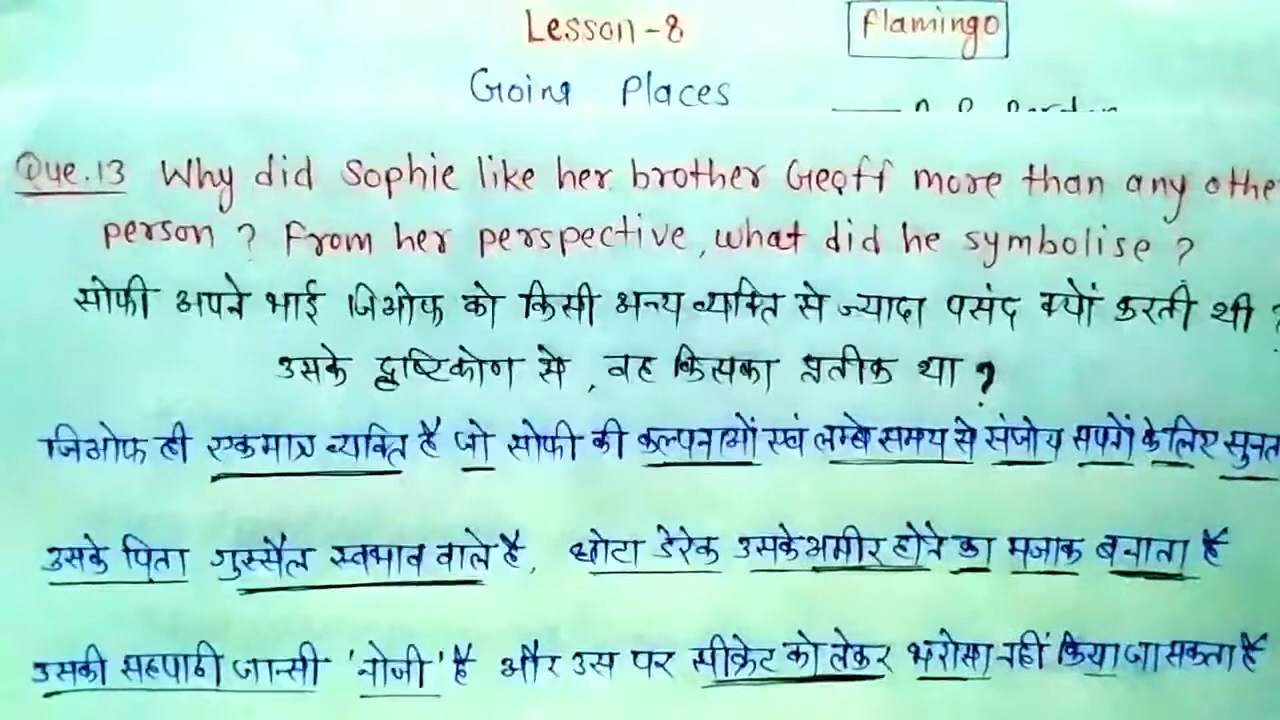 Lesson-8
Flamingo
Going Places
Que.13 Why did Sophie like her brother Geoff more than any
person ? From her perspective, what did he symbolise ?
सोफी अपने भाई जिओफ को किसी अन्य व्यक्ति से ज्यादा पसंद क्यों करती थी ?
उसके दृष्टिकोण से, वह किसका प्रतीक था ?
जिओफ ही एकमात्र व्यक्ति है जो सोफी की कल्पनाओं एवं लम्बे समय से संजोय सपनों के लिए
उसके पिता गुस्सैल स्वभाव वाले है, छोटा डेरेक उसके अमीर होने का मजाक बनाता है
उसकी सहपाठी जान्सी 'नोजी' है और उस पर सीक्रेट को लेकर भरोसा नहीं किया जा सकता है